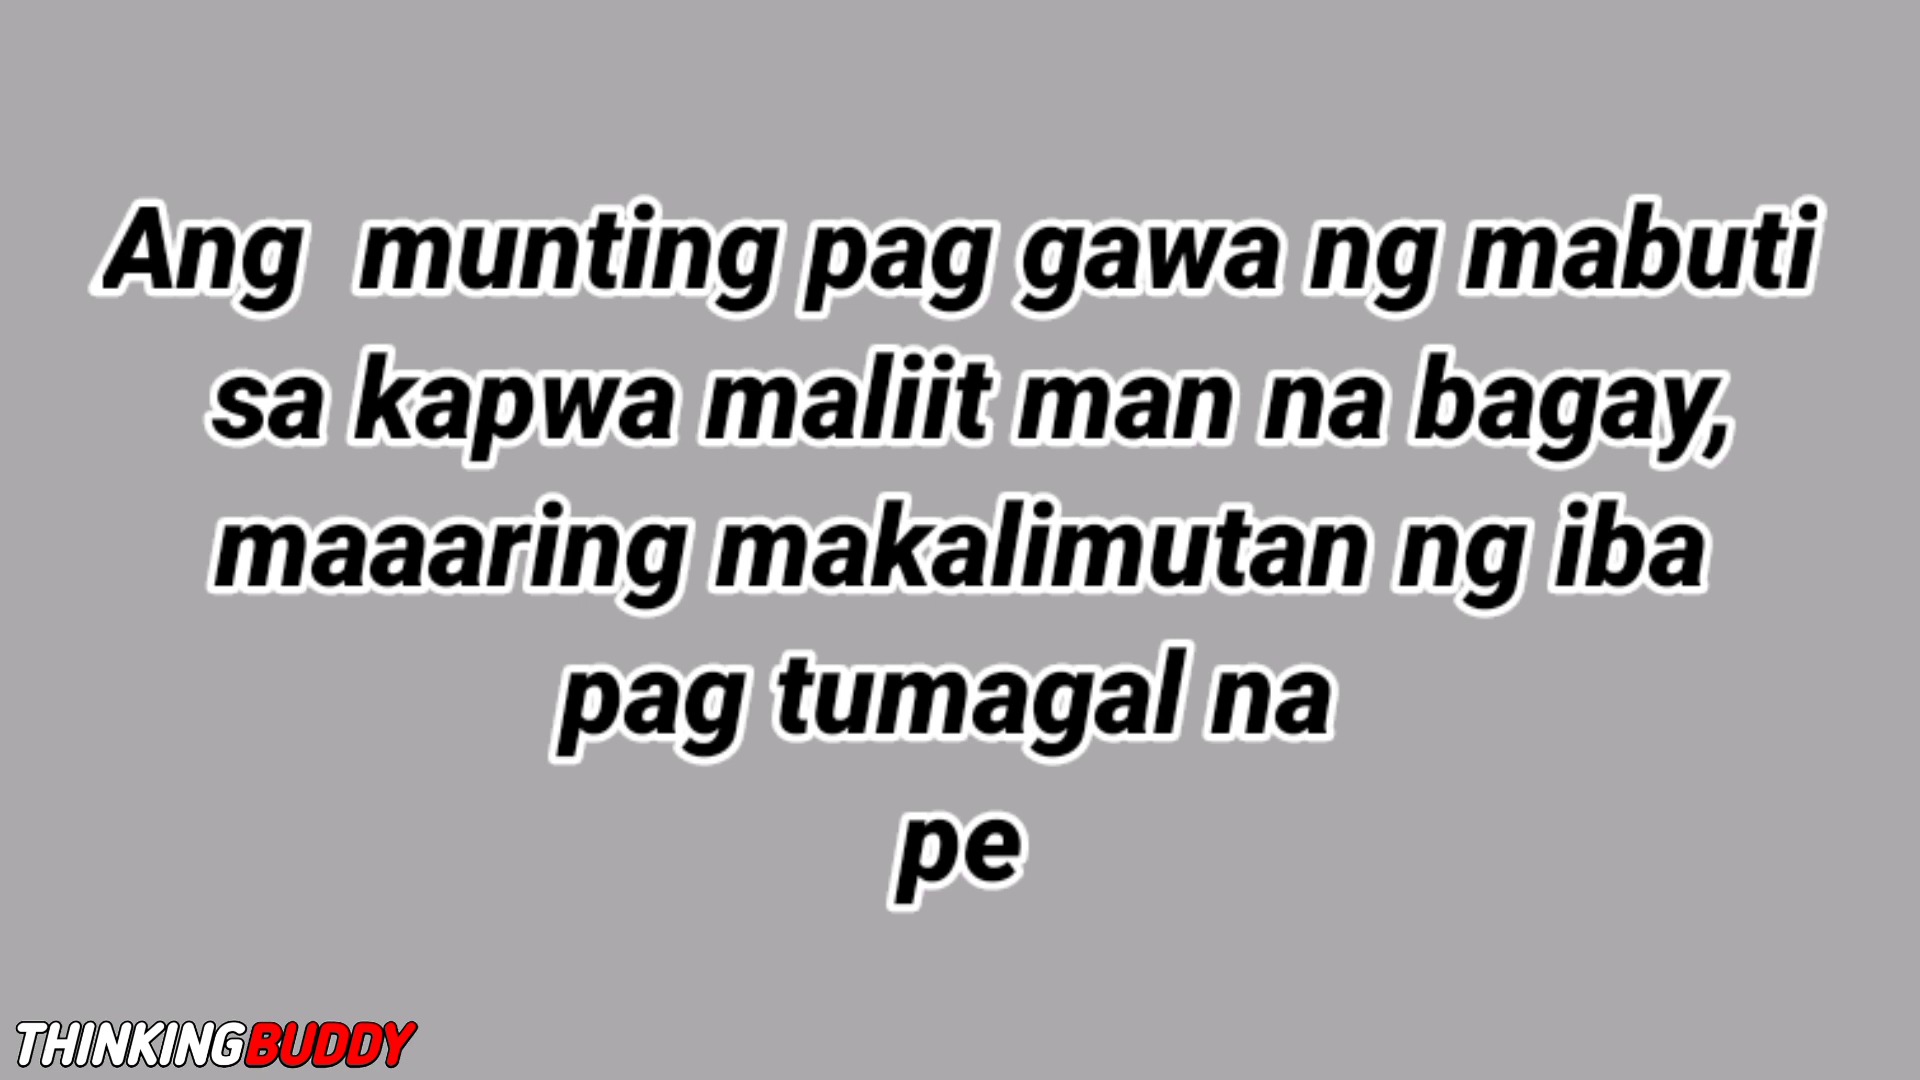 Ang  munting pag gawa ng mabuti
sa kapwa maliit man na bagay,
maaaring makalimutan ng iba
pag tumagal na
pe
THINKINGBUDDY